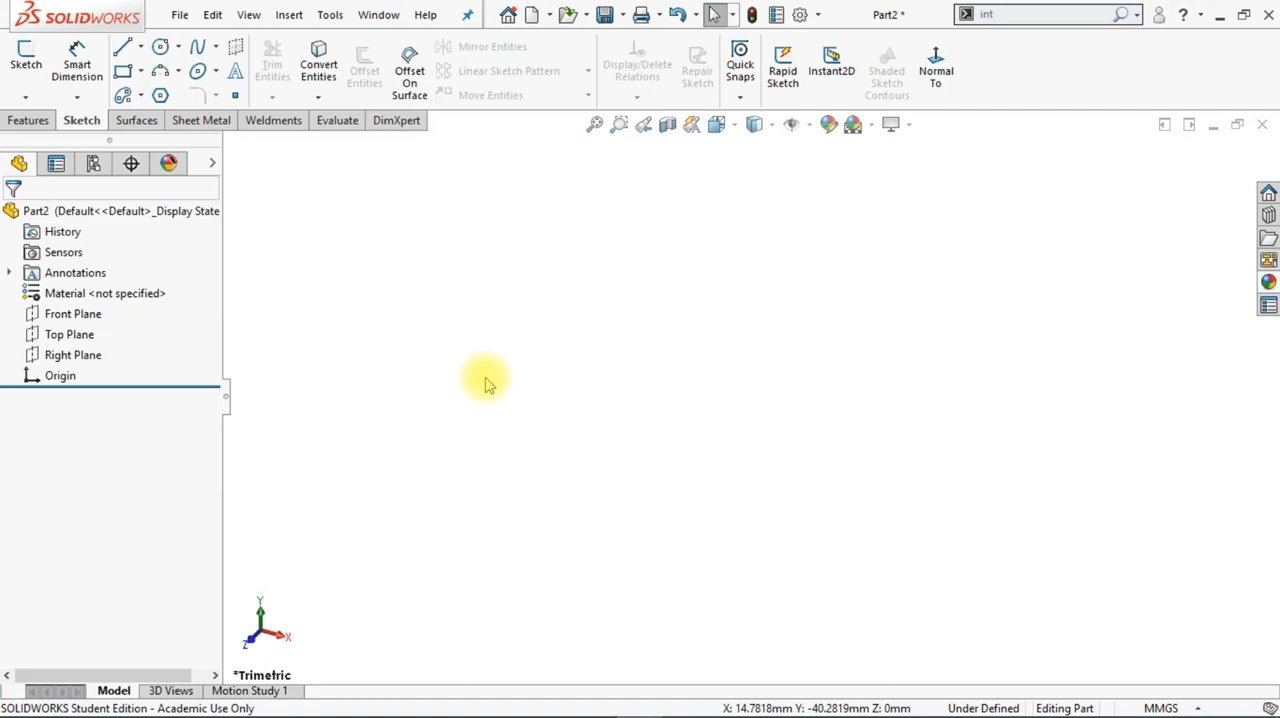 SOLIDWORKS File Edit View Insert Tools Window Help Part2 * int ?
Sketch Smart Dimension Trim Entities Convert Entities Offset Entities Offset On Surface Mirror Entities Linear Sketch Pattern Move Entities Display/Delete Relations Repair Sketch Quick Snaps Rapid Sketch Instant2D Shaded Sketch Contours Normal To
Features Sketch Surfaces Sheet Metal Weldments Evaluate DimXpert
Part2 (Default<<Default>_Display State
History
Sensors
Annotations
Material <not specified>
Front Plane
Top Plane
Right Plane
Origin
Y
X
Z
*Trimetric
Model 3D Views Motion Study 1
SOLIDWORKS Student Edition - Academic Use Only X: 14.7818mm Y: -40.2819mm Z: 0mm Under Defined Editing Part MMGS